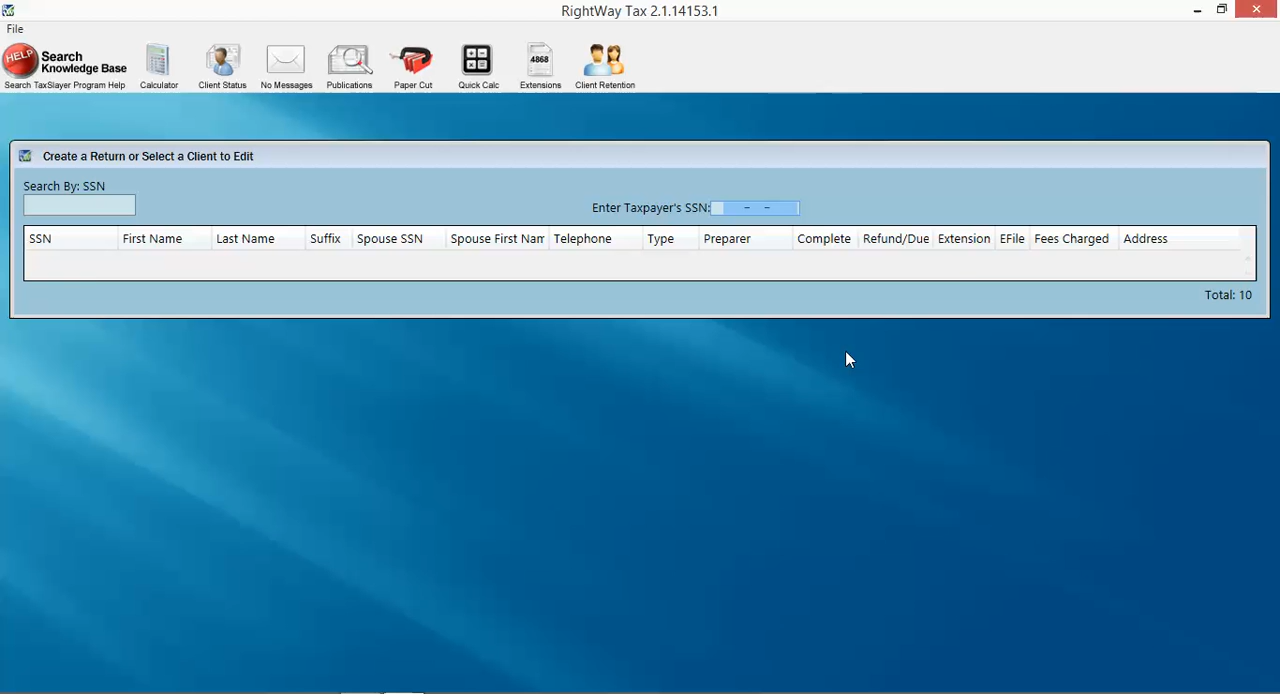 RightWay Tax 2.1.14153.1
File
HELP Search Knowledge Base
4868
Search TaxSlayer Program Help Calculator Client Status No Messages Publications Paper Cut Quick Calc Extensions Client Retention
Create a Return or Select a Client to Edit
Search By: SSN
Enter Taxpayer's SSN: - -
SSN First Name Last Name Suffix Spouse SSN Spouse First Nam Telephone Type Preparer Complete Refund/Due Extension EFile Fees Charged Address
Total: 10